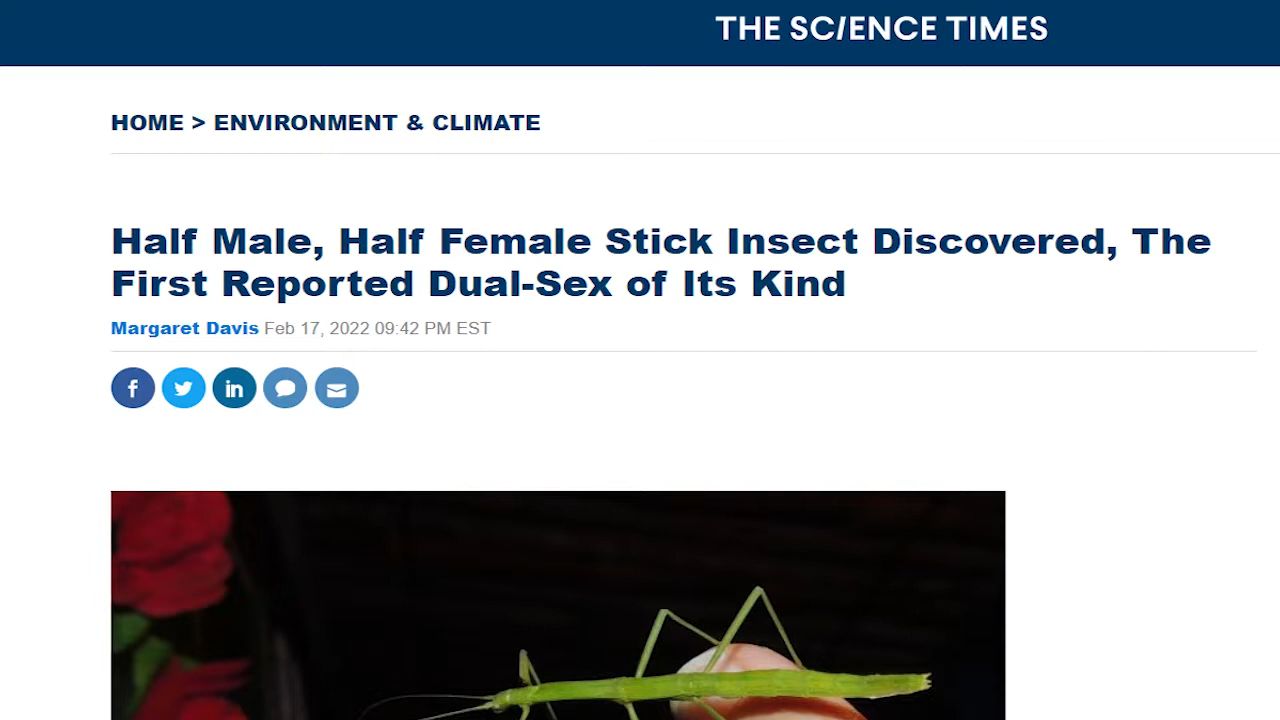 THE SCIENCE TIMES
HOME > ENVIRONMENT & CLIMATE
Half Male, Half Female Stick Insect Discovered, The
First Reported Dual-Sex of Its Kind
Margaret Davis Feb 17, 2022 09:42 PM EST